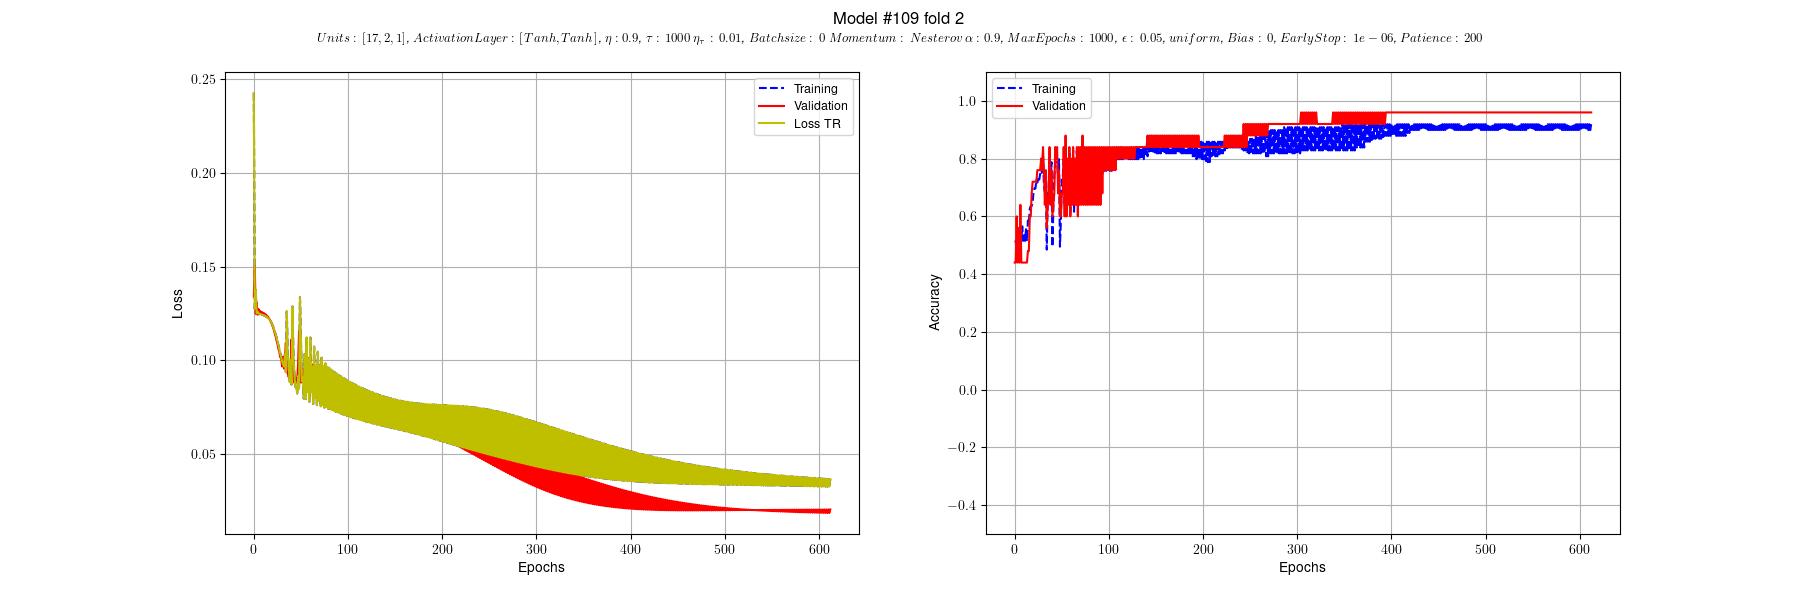 Model #109 fold 2
Units : [17, 2, 1], ActivationLayer : [Tanh, Tanh], η : 0.9, τ : 1000 η_τ : 0.01, Batchsize : 0 Momentum : Nesterov α : 0.9, MaxEpochs : 1000, ϵ : 0.05, uniform, Bias : 0, EarlyStop : 1e − 06, Patience : 200
0.25
0.20
0.15
0.10
0.05
Loss
0 100 200 300 400 500 600
Epochs
Training
Validation
Loss TR
1.0
0.8
0.6
0.4
0.2
0.0
−0.2
−0.4
Accuracy
0 100 200 300 400 500 600
Epochs
Training
Validation